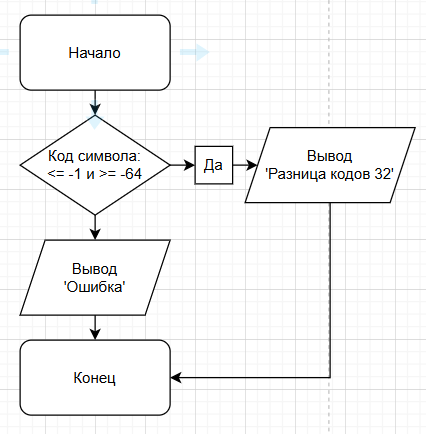 Начало
Код символа:
<= -1 и >= -64
Да
Вывод
'Разница кодов 32'
Вывод
'Ошибка'
Конец